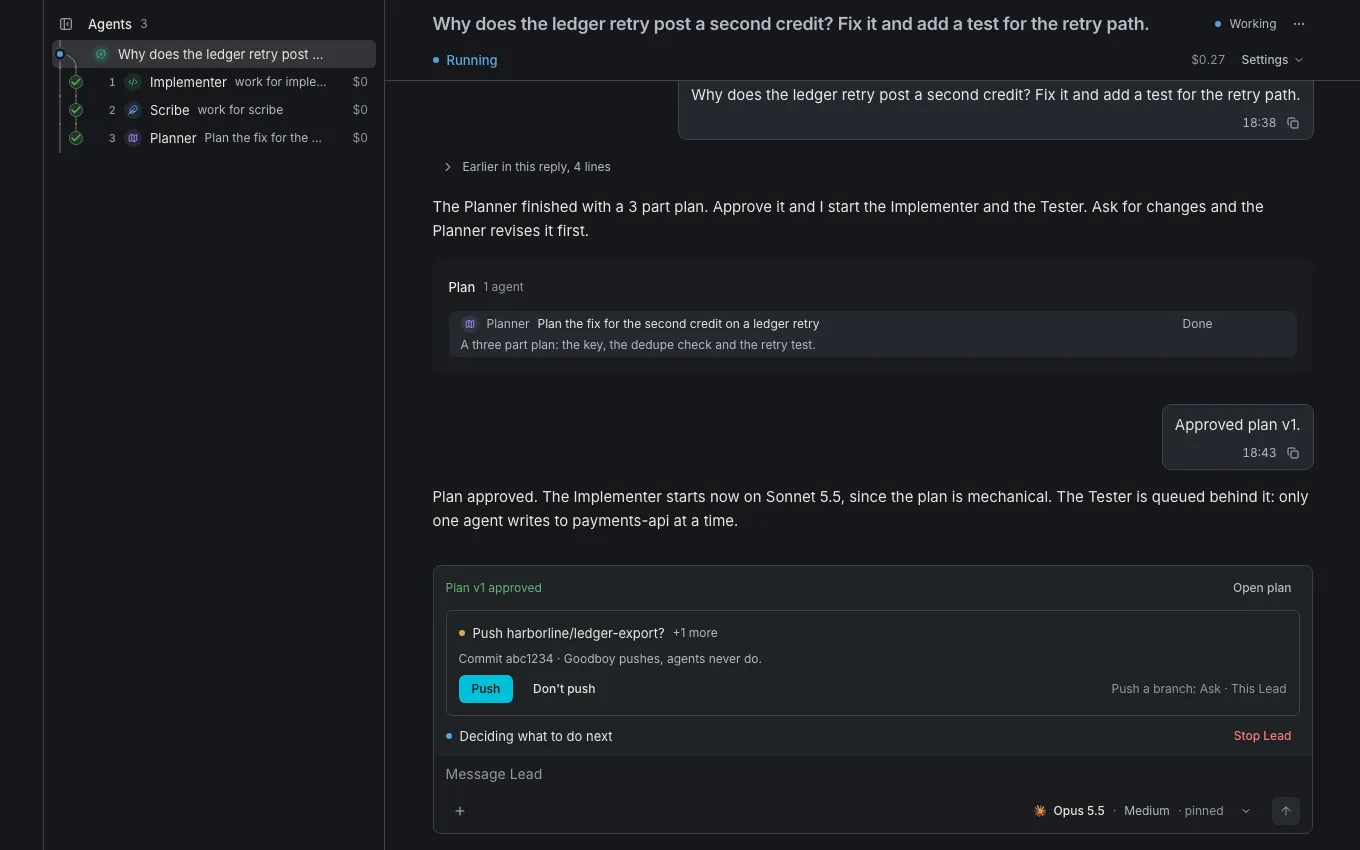 Agents 3
Why does the ledger retry post ...
1 Implementer work for imple... $0
2 Scribe work for scribe $0
3 Planner Plan the fix for the ... $0
Why does the ledger retry post a second credit? Fix it and add a test for the retry path.
Working
Running
$0.27 Settings
Why does the ledger retry post a second credit? Fix it and add a test for the retry path.
18:38
Earlier in this reply, 4 lines
The Planner finished with a 3 part plan. Approve it and I start the Implementer and the Tester. Ask for changes and the
Planner revises it first.
Plan 1 agent
Planner Plan the fix for the second credit on a ledger retry Done
A three part plan: the key, the dedupe check and the retry test.
Approved plan v1.
18:43
Plan approved. The Implementer starts now on Sonnet 5.5, since the plan is mechanical. The Tester is queued behind it: only
one agent writes to payments-api at a time.
Plan v1 approved Open plan
Push harborline/ledger-export? +1 more
Commit abc1234 · Goodboy pushes, agents never do.
Push Don't push Push a branch: Ask · This Lead
Deciding what to do next Stop Lead
Message Lead
Opus 5.5 · Medium · pinned